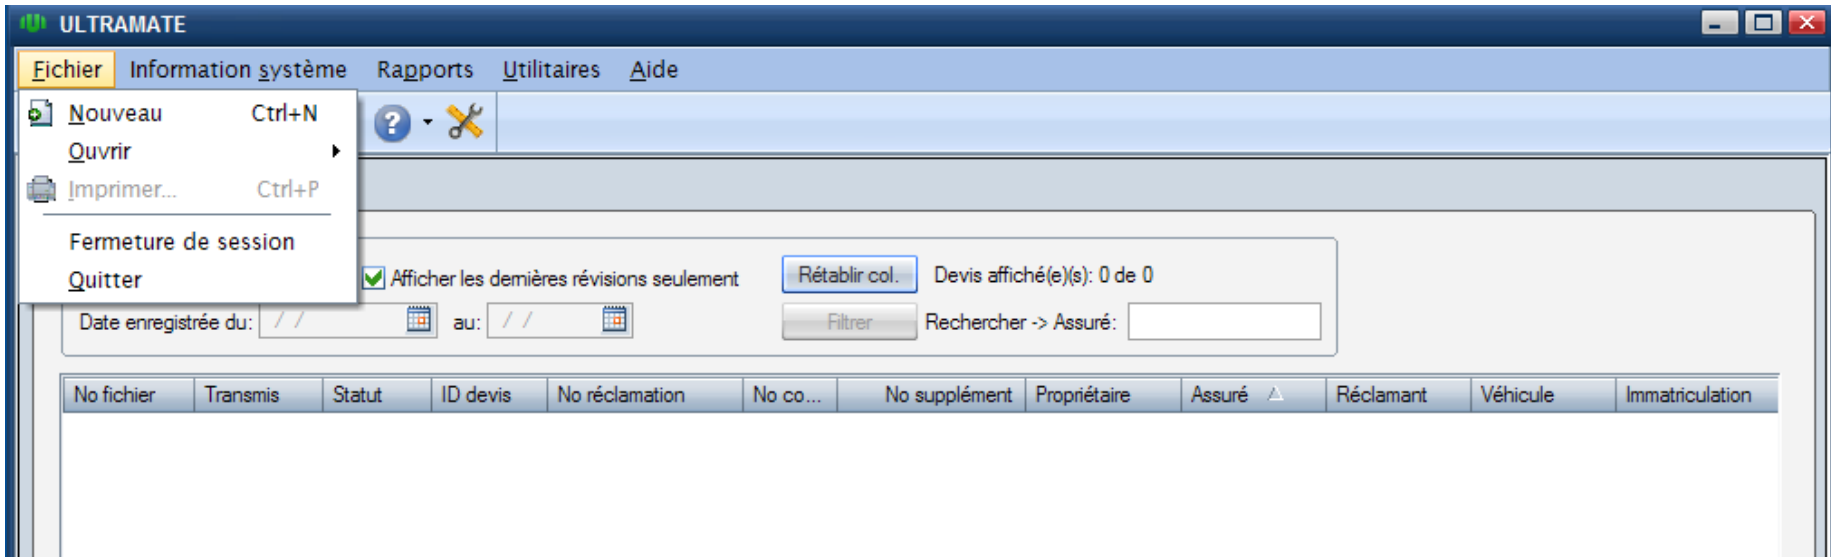 ULTRAMATE
Fichier Information système Rapports Utilitaires Aide
Nouveau Ctrl+N
Ouvrir
Imprimer... Ctrl+P
Fermeture de session
Quitter
Afficher les dernières révisions seulement Rétablir col. Devis affiché(e)(s): 0 de 0
Date enregistrée du: / / au: / / Filtrer Rechercher -> Assuré:
No fichier Transmis Statut ID devis No réclamation No co... No supplément Propriétaire Assuré Réclamant Véhicule Immatriculation